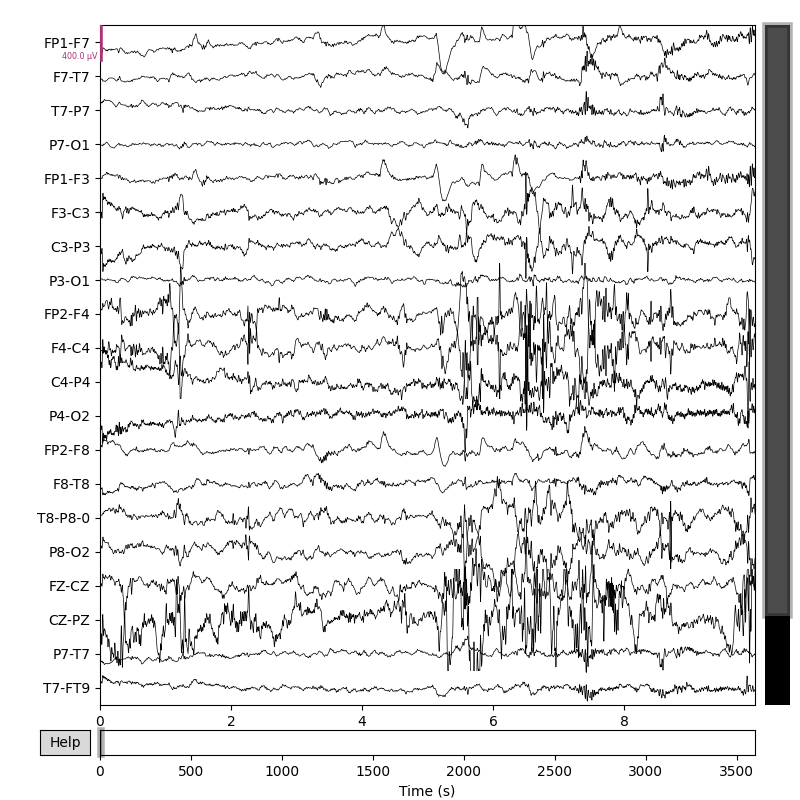 FP1-F7
400.0 µV
F7-T7
T7-P7
P7-O1
FP1-F3
F3-C3
C3-P3
P3-O1
FP2-F4
F4-C4
C4-P4
P4-O2
FP2-F8
F8-T8
T8-P8-0
P8-O2
FZ-CZ
CZ-PZ
P7-T7
T7-FT9
0 2 4 6 8
Help
0 500 1000 1500 2000 2500 3000 3500
Time (s)